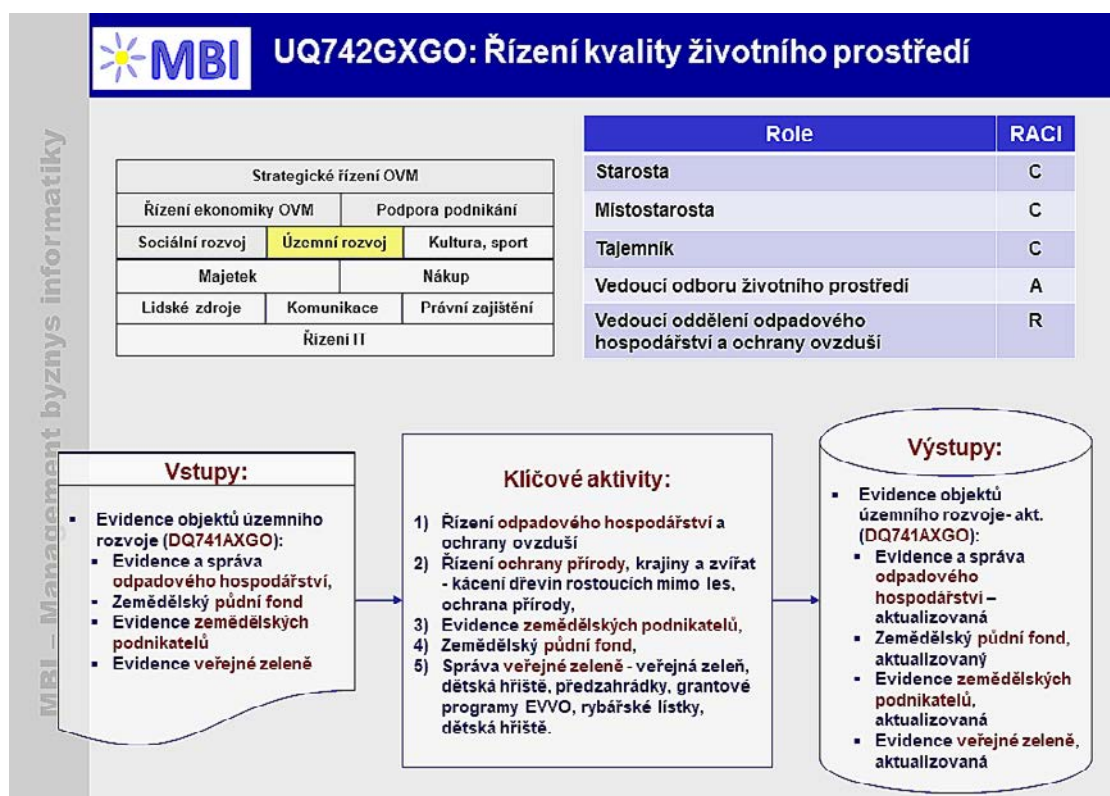 MBI
UQ742GXGO: Řízení kvality životního prostředí
MBI – Management byznys informatiky
Strategické řízení OVM
Řízení ekonomiky OVM Podpora podnikání
Sociální rozvoj Územní rozvoj Kultura, sport
Majetek Nákup
Lidské zdroje Komunikace Právní zajištění
Řízení IT
Role RACI
Starosta C
Místostarosta C
Tajemník C
Vedoucí odboru životního prostředí A
Vedoucí oddělení odpadového R
hospodářství a ochrany ovzduší
Vstupy:
▪ Evidence objektů územního
rozvoje (DQ741AXGO):
▪ Evidence a správa
odpadového hospodářství,
▪ Zemědělský půdní fond
▪ Evidence zemědělských
podnikatelů
▪ Evidence veřejné zeleně
Klíčové aktivity:
1) Řízení odpadového hospodářství a
ochrany ovzduší
2) Řízení ochrany přírody, krajiny a zvířat
- kácení dřevin rostoucích mimo les,
ochrana přírody,
3) Evidence zemědělských podnikatelů,
4) Zemědělský půdní fond,
5) Správa veřejné zeleně - veřejná zeleň,
dětská hřiště, předzahrádky, grantové
programy EVVO, rybářské lístky,
dětská hřiště.
Výstupy:
▪ Evidence objektů
územního rozvoje- akt.
(DQ741AXGO):
▪ Evidence a správa
odpadového
hospodářství –
aktualizovaná
▪ Zemědělský půdní fond,
aktualizovaný
▪ Evidence zemědělských
podnikatelů,
aktualizovaná
▪ Evidence veřejné zeleně,
aktualizovaná